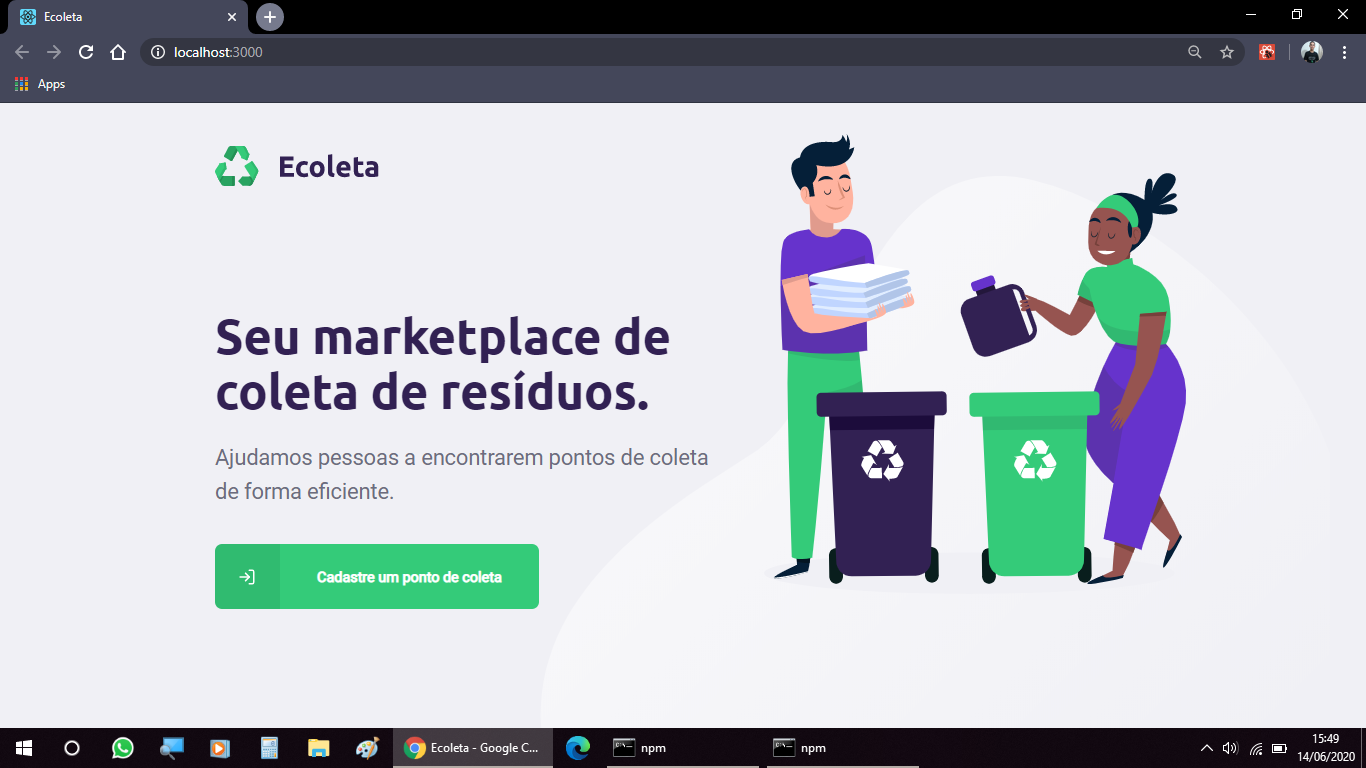 Ecoleta
localhost:3000
Apps
Ecoleta
Seu marketplace de
coleta de resíduos.
Ajudamos pessoas a encontrarem pontos de coleta
de forma eficiente.
Cadastre um ponto de coleta
Ecoleta - Google C...
npm
npm
15:49
14/06/2020